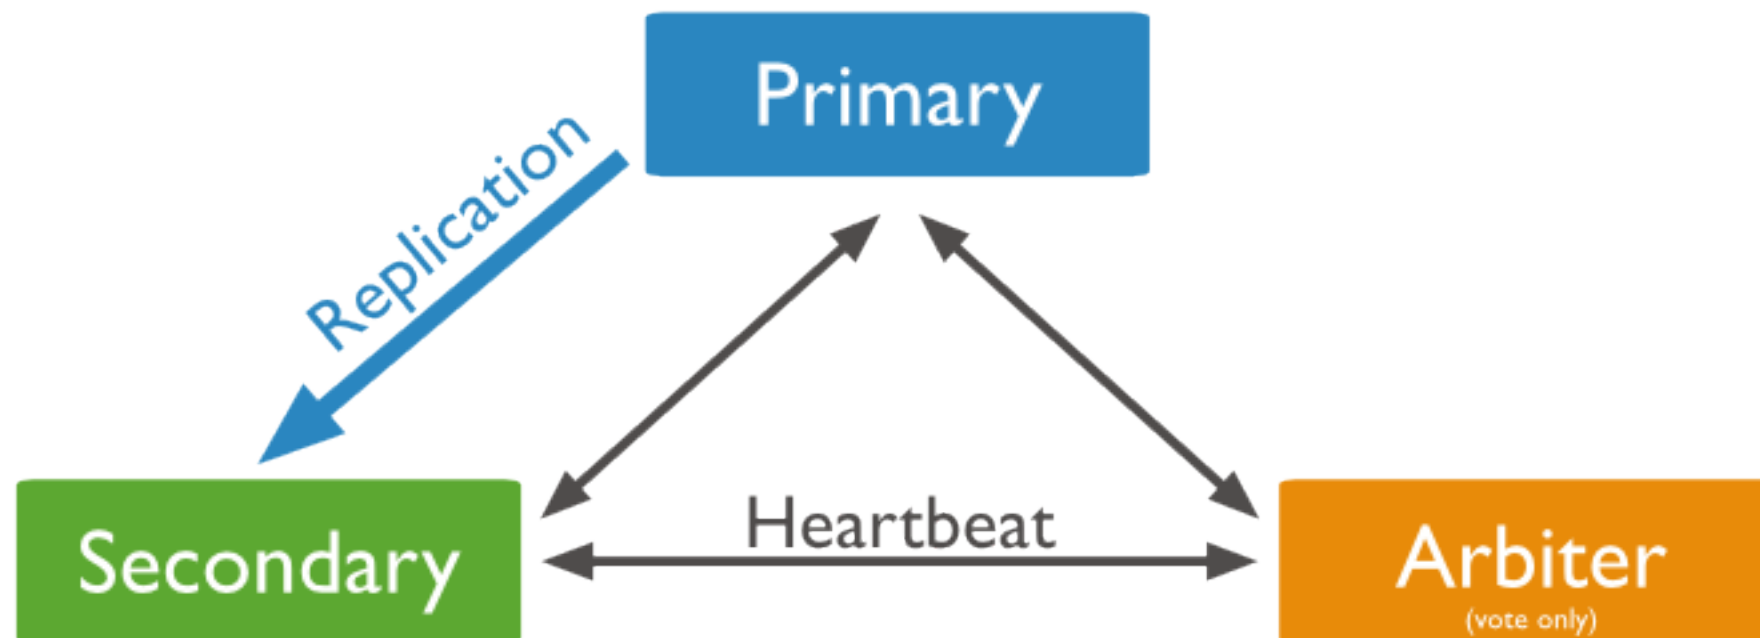 Primary
Replication
Heartbeat
Secondary
Arbiter
(vote only)